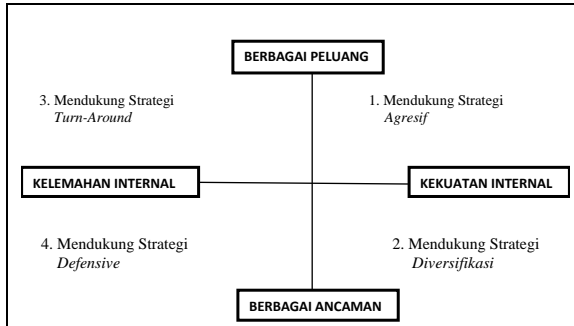 BERBAGAI PELUANG
3. Mendukung Strategi
Turn-Around
1. Mendukung Strategi
Agresif
KELEMAHAN INTERNAL
KEKUATAN INTERNAL
4. Mendukung Strategi
Defensive
2. Mendukung Strategi
Diversifikasi
BERBAGAI ANCAMAN